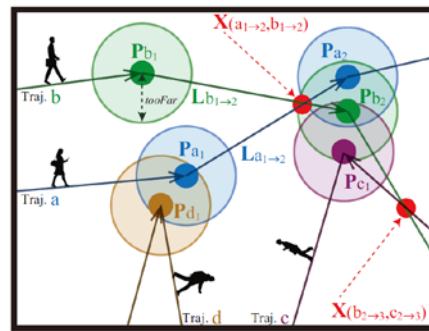 X(a1→2,b1→2)
Pb1
Pa2
Traj. b
tooFar
Lb1→2
Pb2
Pa1
La1→2
Pc1
Traj. a
Pd1
Traj. d
Traj. c
X(b2→3,c2→3)